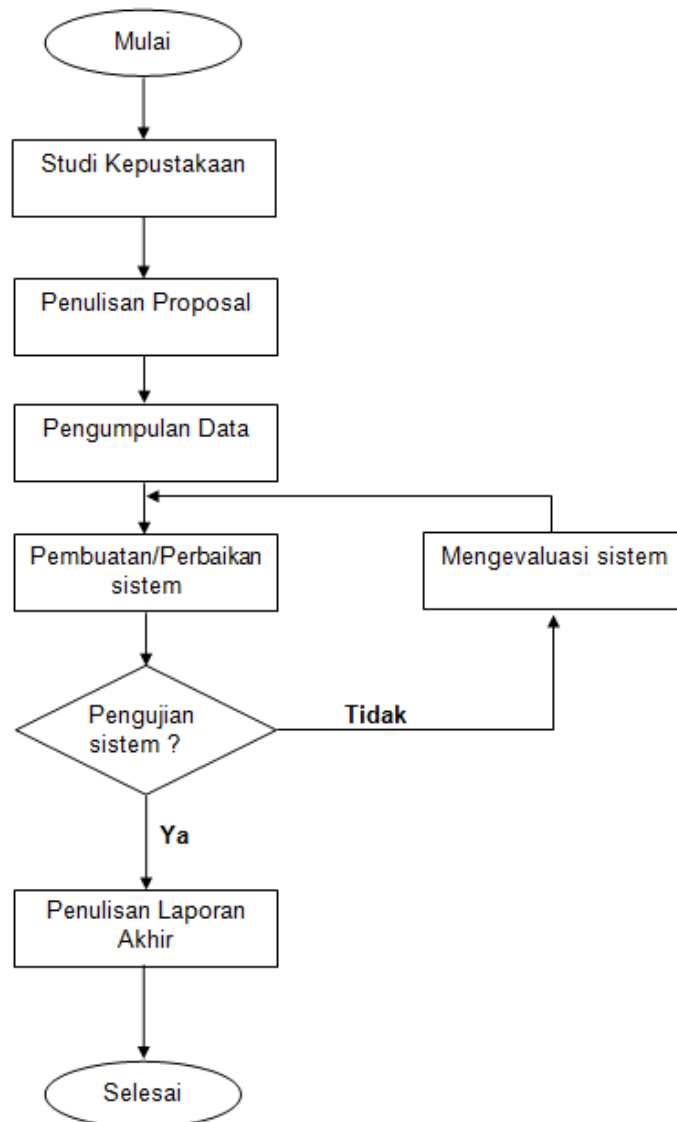 Mulai
Studi Kepustakaan
Penulisan Proposal
Pengumpulan Data
Pembuatan/Perbaikan
sistem
Mengevaluasi sistem
Pengujian
sistem ?
Tidak
Ya
Penulisan Laporan
Akhir
Selesai